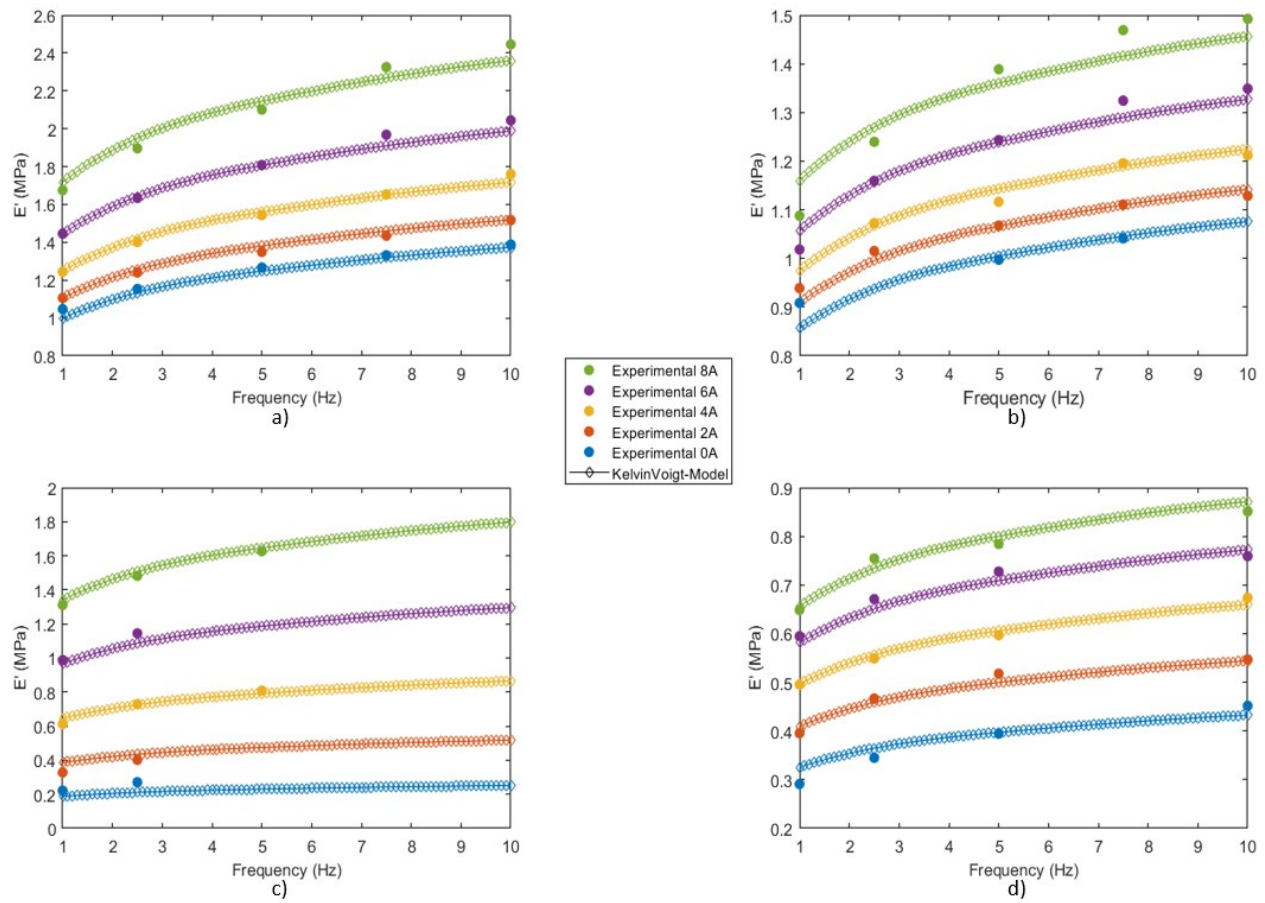 2.6
2.4
2.2
2
1.8
1.6
1.4
1.2
1
0.8
E' (MPa)
1 2 3 4 5 6 7 8 9 10
Frequency (Hz)
a)
1.5
1.4
1.3
1.2
1.1
1
0.9
0.8
E' (MPa)
1 2 3 4 5 6 7 8 9 10
Frequency (Hz)
b)
Experimental 8A
Experimental 6A
Experimental 4A
Experimental 2A
Experimental 0A
KelvinVoigt-Model
2
1.8
1.6
1.4
1.2
1
0.8
0.6
0.4
0.2
0
E' (MPa)
1 2 3 4 5 6 7 8 9 10
Frequency (Hz)
c)
0.9
0.8
0.7
0.6
0.5
0.4
0.3
0.2
E' (MPa)
1 2 3 4 5 6 7 8 9 10
Frequency (Hz)
d)